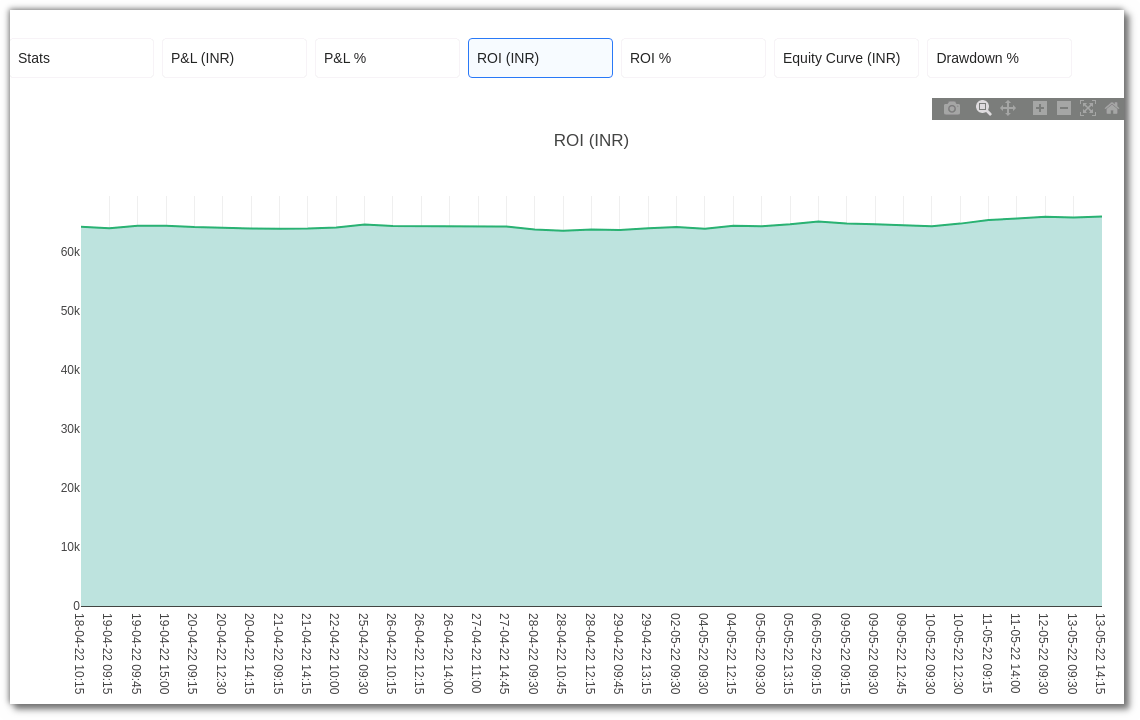 Stats
P&L (INR)
P&L %
ROI (INR)
ROI %
Equity Curve (INR)
Drawdown %
ROI (INR)
60k
50k
40k
30k
20k
10k
0
18-04-22 10:15
19-04-22 09:15
19-04-22 09:45
19-04-22 15:00
20-04-22 09:15
20-04-22 12:30
20-04-22 14:15
21-04-22 09:15
21-04-22 14:15
22-04-22 10:00
25-04-22 09:30
26-04-22 10:15
26-04-22 12:15
26-04-22 14:00
27-04-22 11:00
27-04-22 14:45
28-04-22 09:30
28-04-22 10:45
28-04-22 12:15
29-04-22 09:45
29-04-22 13:15
02-05-22 09:30
04-05-22 09:30
04-05-22 12:15
05-05-22 09:30
05-05-22 13:15
06-05-22 09:15
09-05-22 09:15
09-05-22 09:30
09-05-22 12:45
10-05-22 09:30
10-05-22 12:30
11-05-22 09:15
11-05-22 14:00
12-05-22 09:30
13-05-22 09:30
13-05-22 14:15